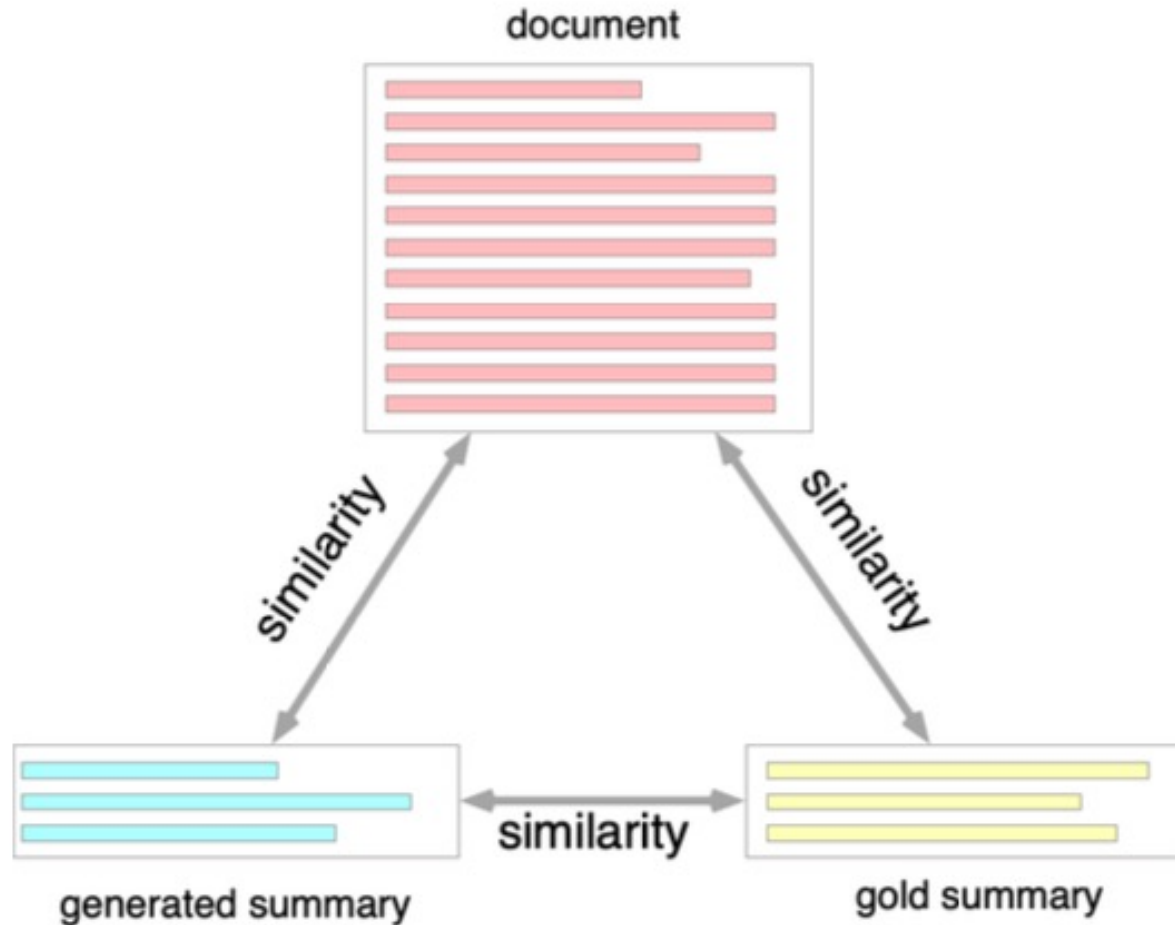 document
similarity
similarity
similarity
generated summary
gold summary